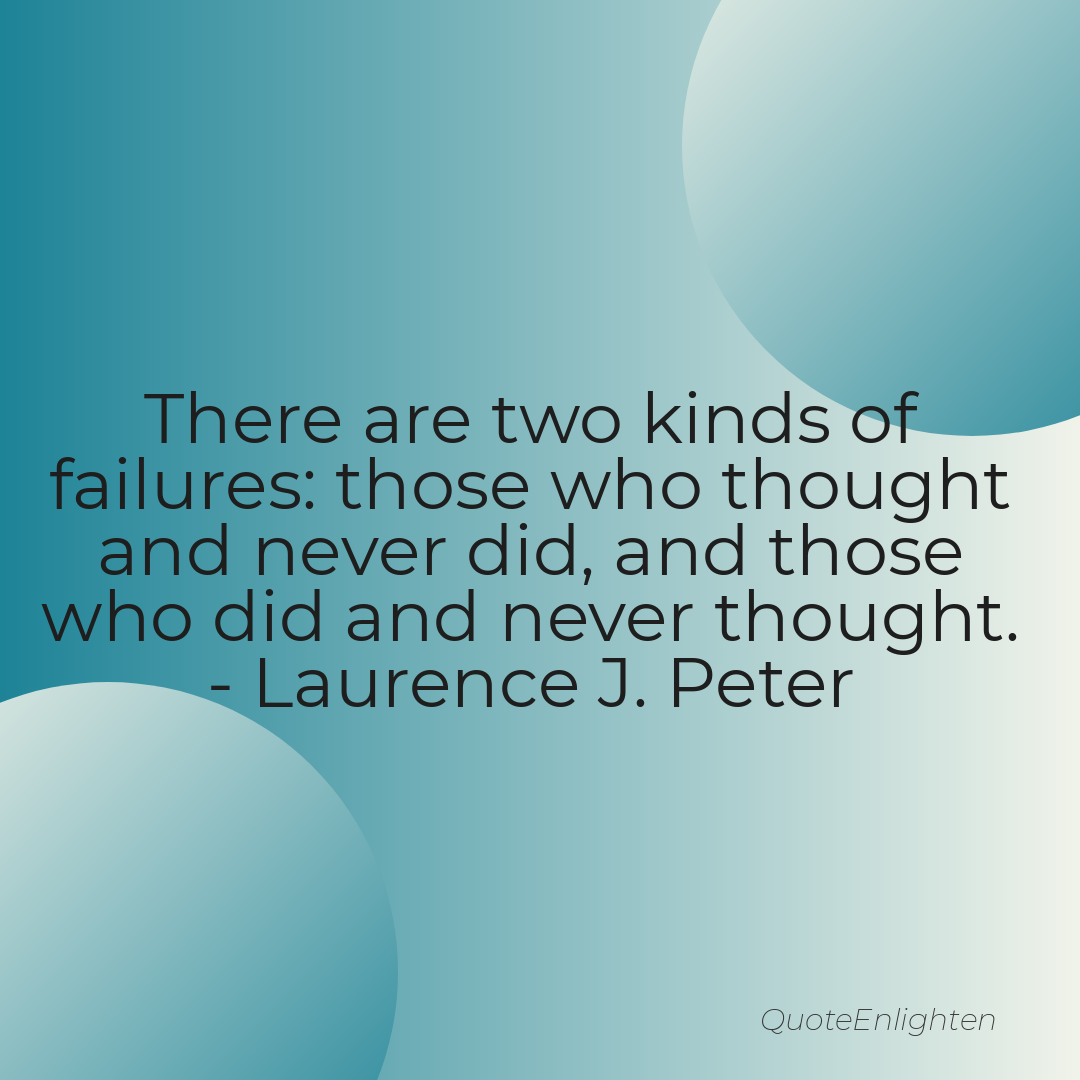 There are two kinds of
failures: those who thought
and never did, and those
who did and never thought.
- Laurence J. Peter
QuoteEnlighten